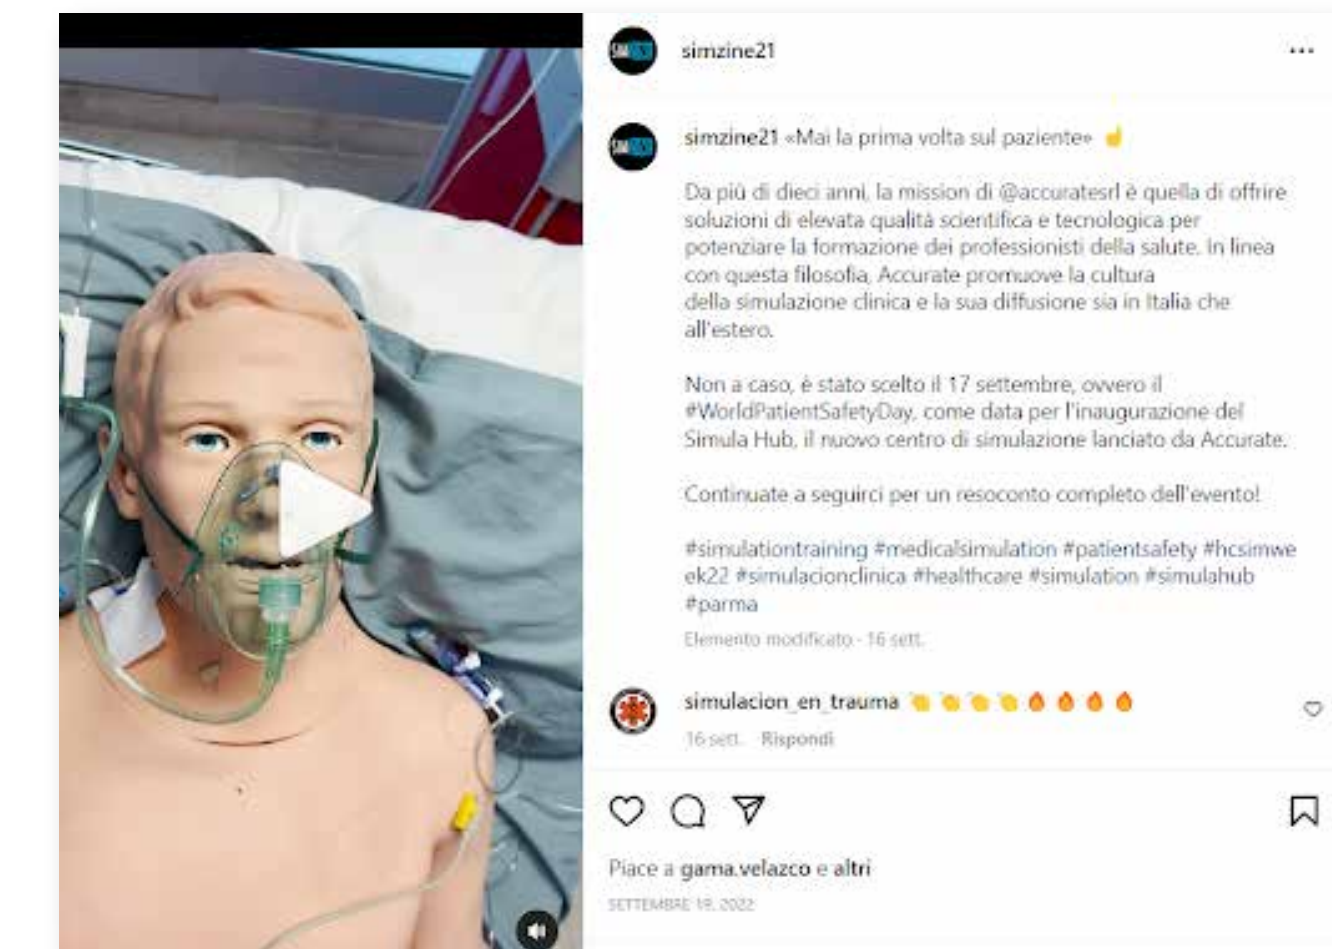 simzine21
simzine21 «Mai la prima volta sul paziente» ☝
Da più di dieci anni, la mission di @accuratesrl è quella di offrire
soluzioni di elevata qualità scientifica e tecnologica per
potenziare la formazione dei professionisti della salute. In linea
con questa filosofia, Accurate promuove la cultura
della simulazione clinica e la sua diffusione sia in Italia che
all'estero.
Non a caso, è stato scelto il 17 settembre, ovvero il
#WorldPatientSafetyDay, come data per l'inaugurazione del
Simula Hub, il nuovo centro di simulazione lanciato da Accurate.
Continuate a seguirci per un resoconto completo dell'evento!
#simulationtraining #medicalsimulation #patientsafety #hcsimwe
ek22 #simulacionclinica #healthcare #simulation #simulahub
#parma
Elemento modificato · 16 sett.
simulacion_en_trauma 👏👏👏👏🔥🔥🔥🔥
16 sett. Rispondi
Piace a gama.velazco e altri
SETTEMBRE 19, 2022